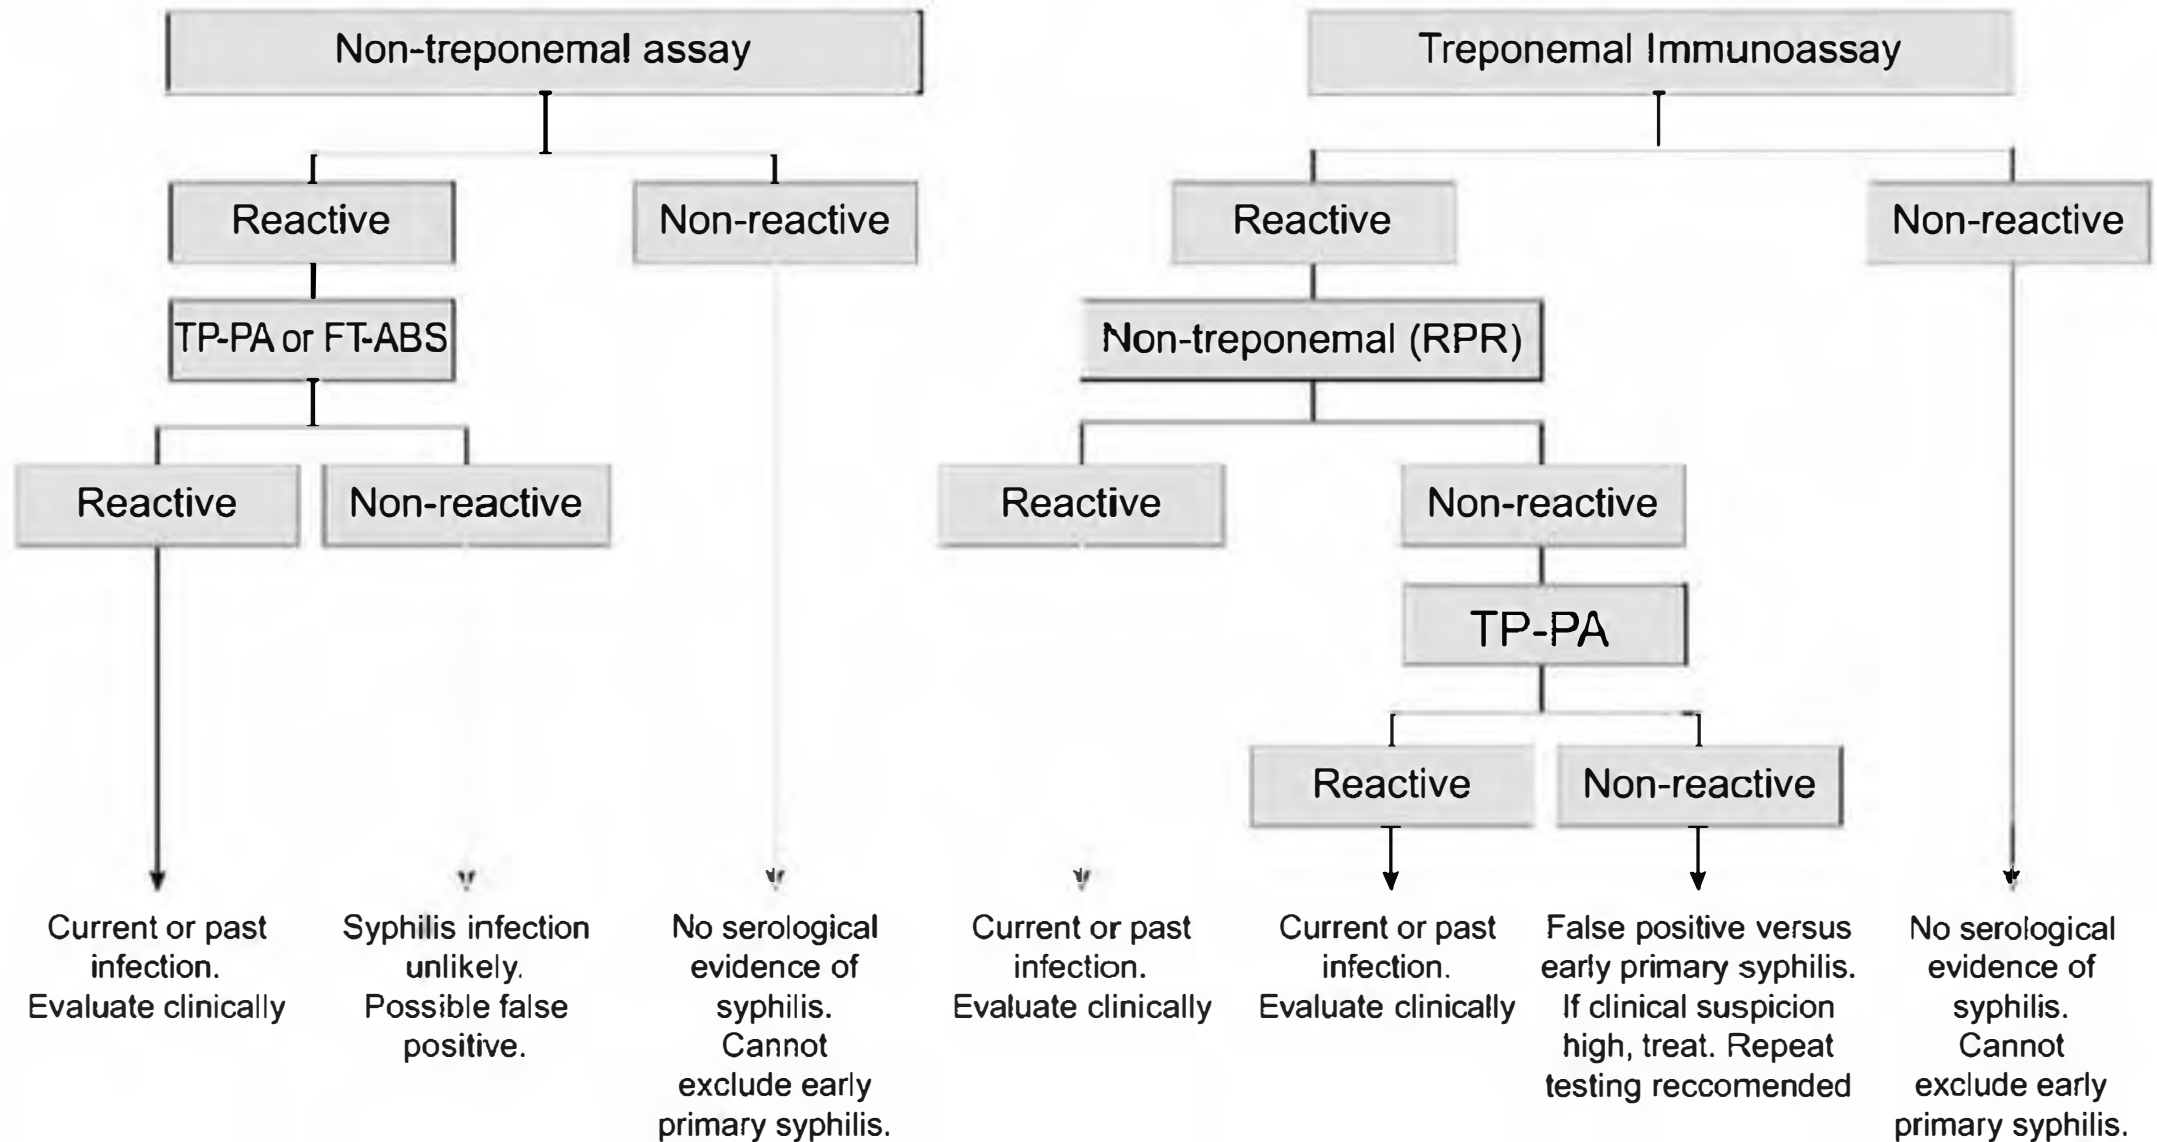 Non-treponemal assay
Reactive
Non-reactive
TP-PA or FT-ABS
Reactive
Non-reactive
Current or past
infection.
Evaluate clinically
Syphilis infection
unlikely.
Possible false
positive.
No serological
evidence of
syphilis.
Cannot
exclude early
primary syphilis.
Treponemal Immunoassay
Reactive
Non-reactive
Non-treponemal (RPR)
Reactive
Non-reactive
TP-PA
Reactive
Non-reactive
Current or past
infection.
Evaluate clinically
Current or past
infection.
Evaluate clinically
False positive versus
early primary syphilis.
If clinical suspicion
high, treat. Repeat
testing reccomended
No serological
evidence of
syphilis.
Cannot
exclude early
primary syphilis.